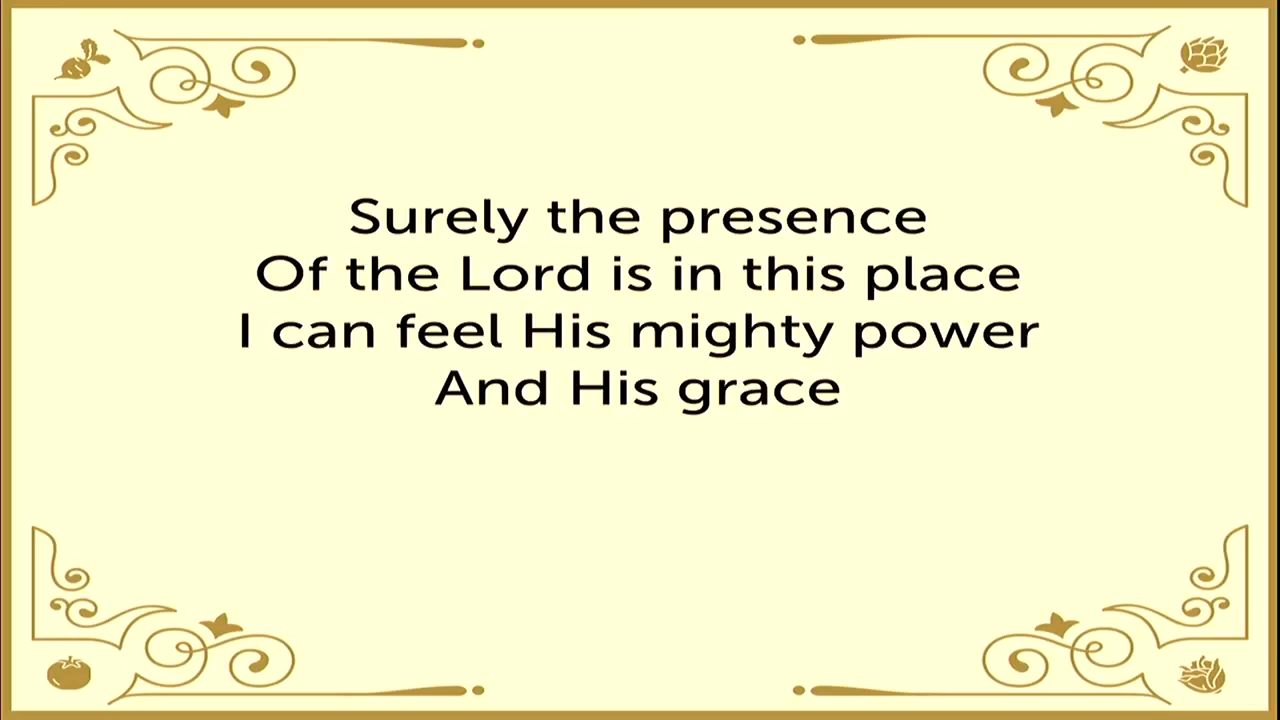 Surely the presence
Of the Lord is in this place
I can feel His mighty power
And His grace